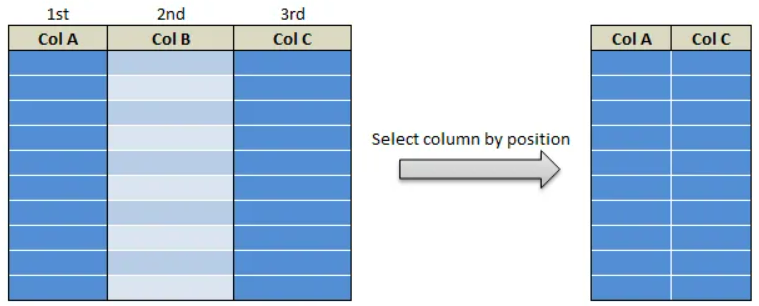 1st 2nd 3rd
Col A Col B Col C
Select column by position
Col A Col C